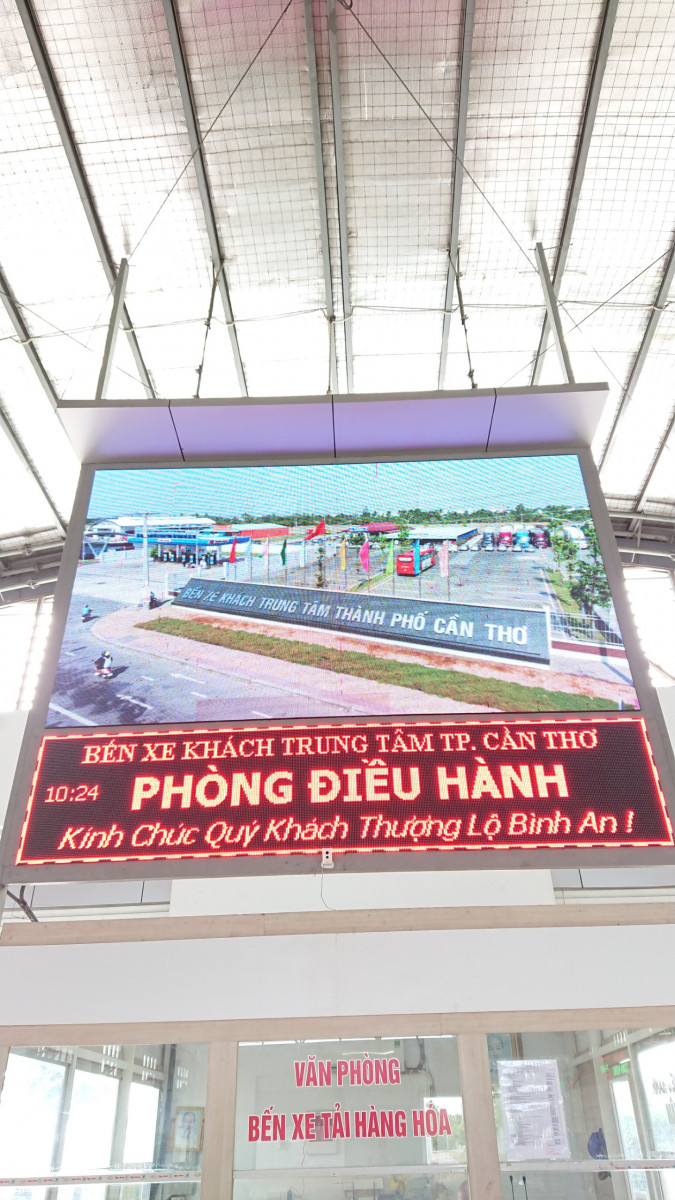 BẾN XE KHÁCH TRUNG TÂM THÀNH PHỐ CẦN THƠ
BẾN XE KHÁCH TRUNG TÂM TP. CẦN THƠ
10:24
PHÒNG ĐIỀU HÀNH
Kính Chúc Quý Khách Thượng Lộ Bình An !
VĂN PHÒNG
BẾN XE TẢI HÀNG HÓA